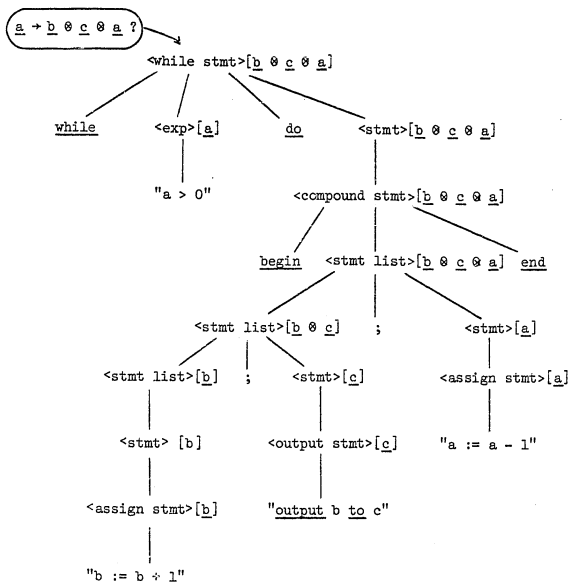 a → b ⊗ c ⊗ a ?
<while stmt>[b ⊗ c ⊗ a]
while <exp>[a] do <stmt>[b ⊗ c ⊗ a]
"a > 0" <compound stmt>[b ⊗ c ⊗ a]
begin <stmt list>[b ⊗ c ⊗ a] end
<stmt list>[b ⊗ c] ; <stmt>[a]
<stmt list>[b] ; <stmt>[c] <assign stmt>[a]
<stmt> [b] <output stmt>[c] "a := a - 1"
<assign stmt>[b] "output b to c"
"b := b + 1"